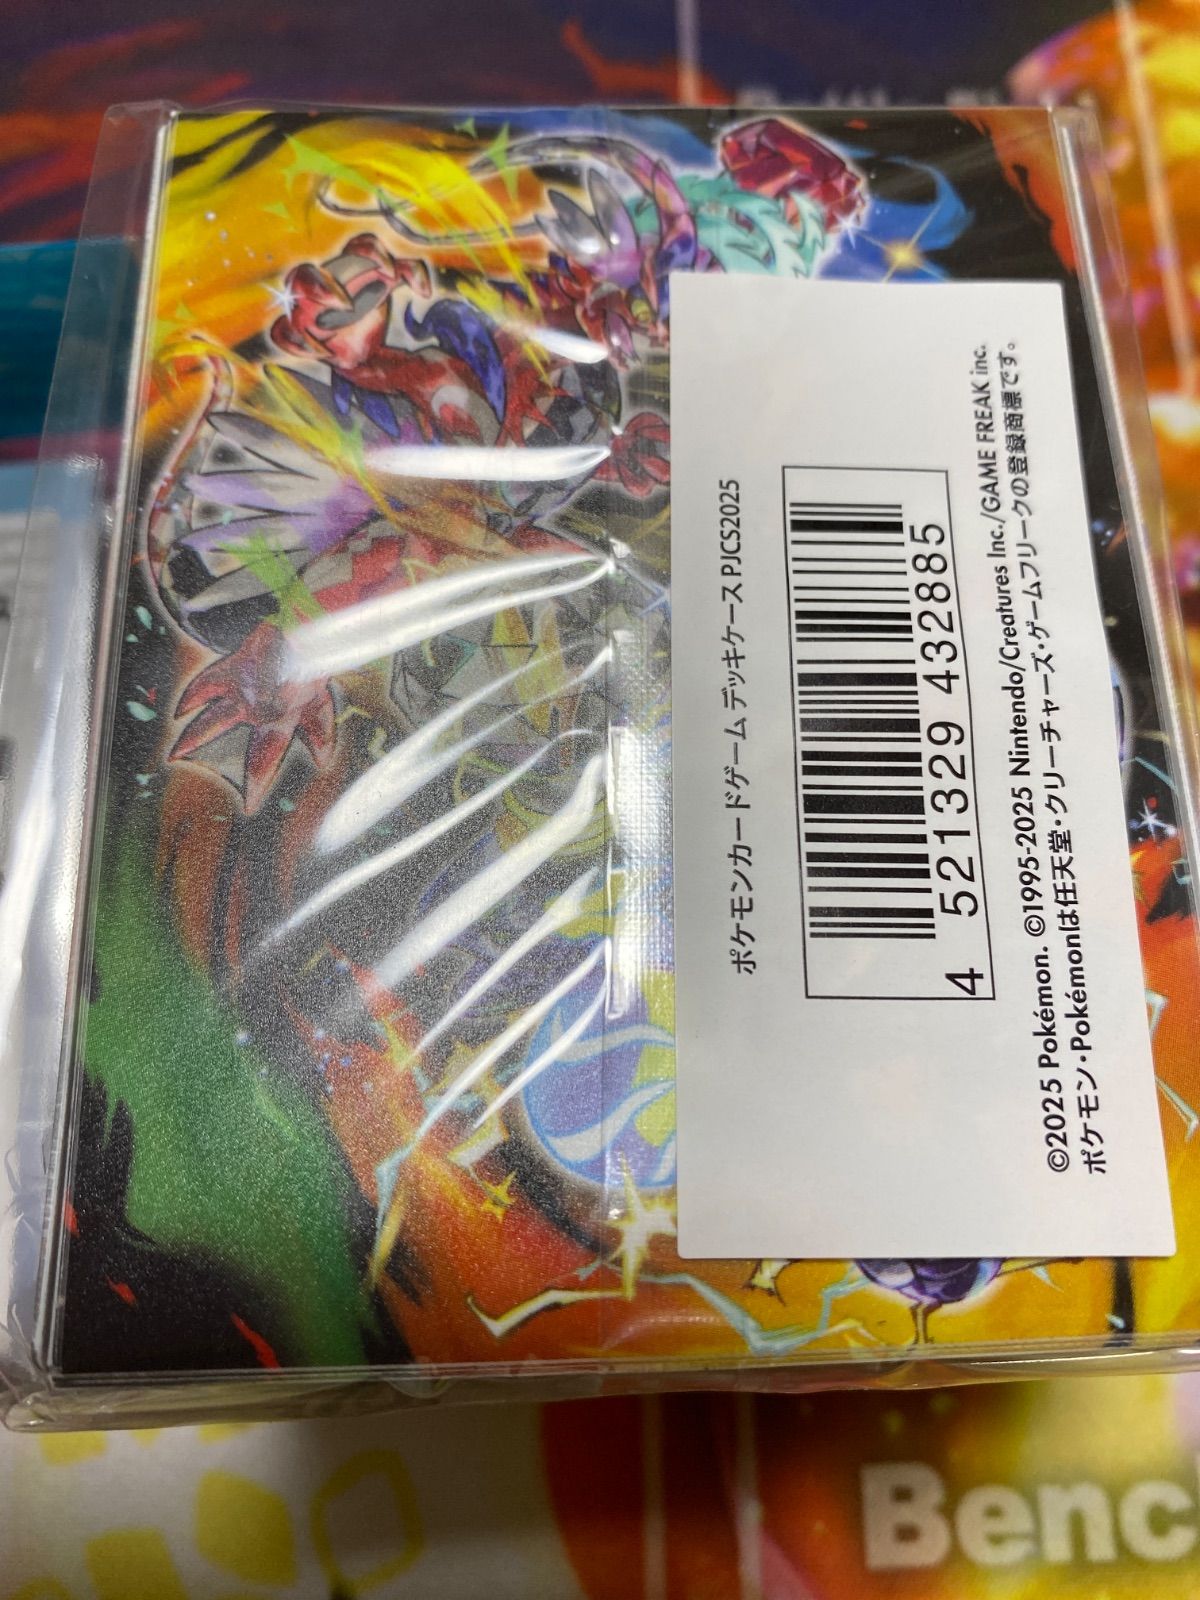 ポケモンカードゲーム デッキケース PJCS2025
4 521329 432885
©2025 Pokémon. ©1995-2025 Nintendo/Creatures Inc./GAME FREAK inc.
ポケモン・Pokémonは任天堂・クリーチャーズ・ゲームフリークの登録商標です。
Benc